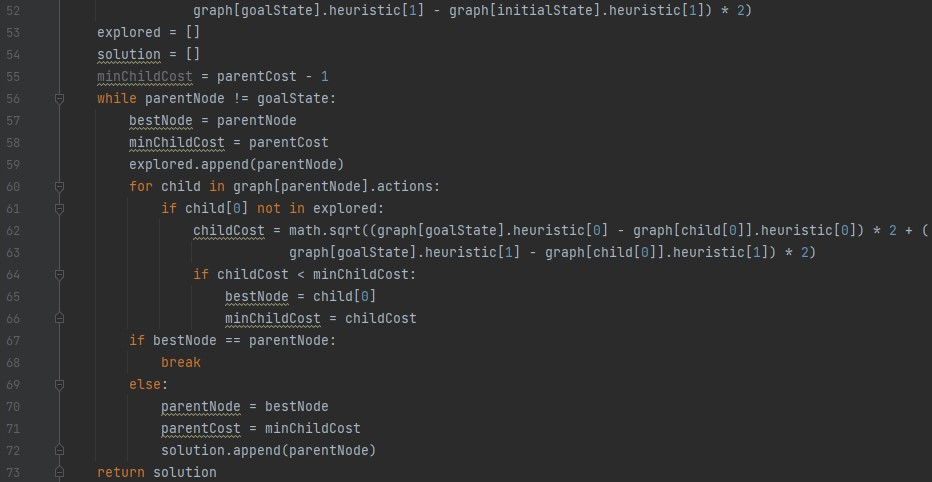 52 graph[goalState].heuristic[1] - graph[initialState].heuristic[1]) * 2)
53 explored = []
54 solution = []
55 minChildCost = parentCost - 1
56 while parentNode != goalState:
57 bestNode = parentNode
58 minChildCost = parentCost
59 explored.append(parentNode)
60 for child in graph[parentNode].actions:
61 if child[0] not in explored:
62 childCost = math.sqrt((graph[goalState].heuristic[0] - graph[child[0]].heuristic[0]) * 2 + (
63 graph[goalState].heuristic[1] - graph[child[0]].heuristic[1]) * 2)
64 if childCost < minChildCost:
65 bestNode = child[0]
66 minChildCost = childCost
67 if bestNode == parentNode:
68 break
69 else:
70 parentNode = bestNode
71 parentCost = minChildCost
72 solution.append(parentNode)
73 return solution